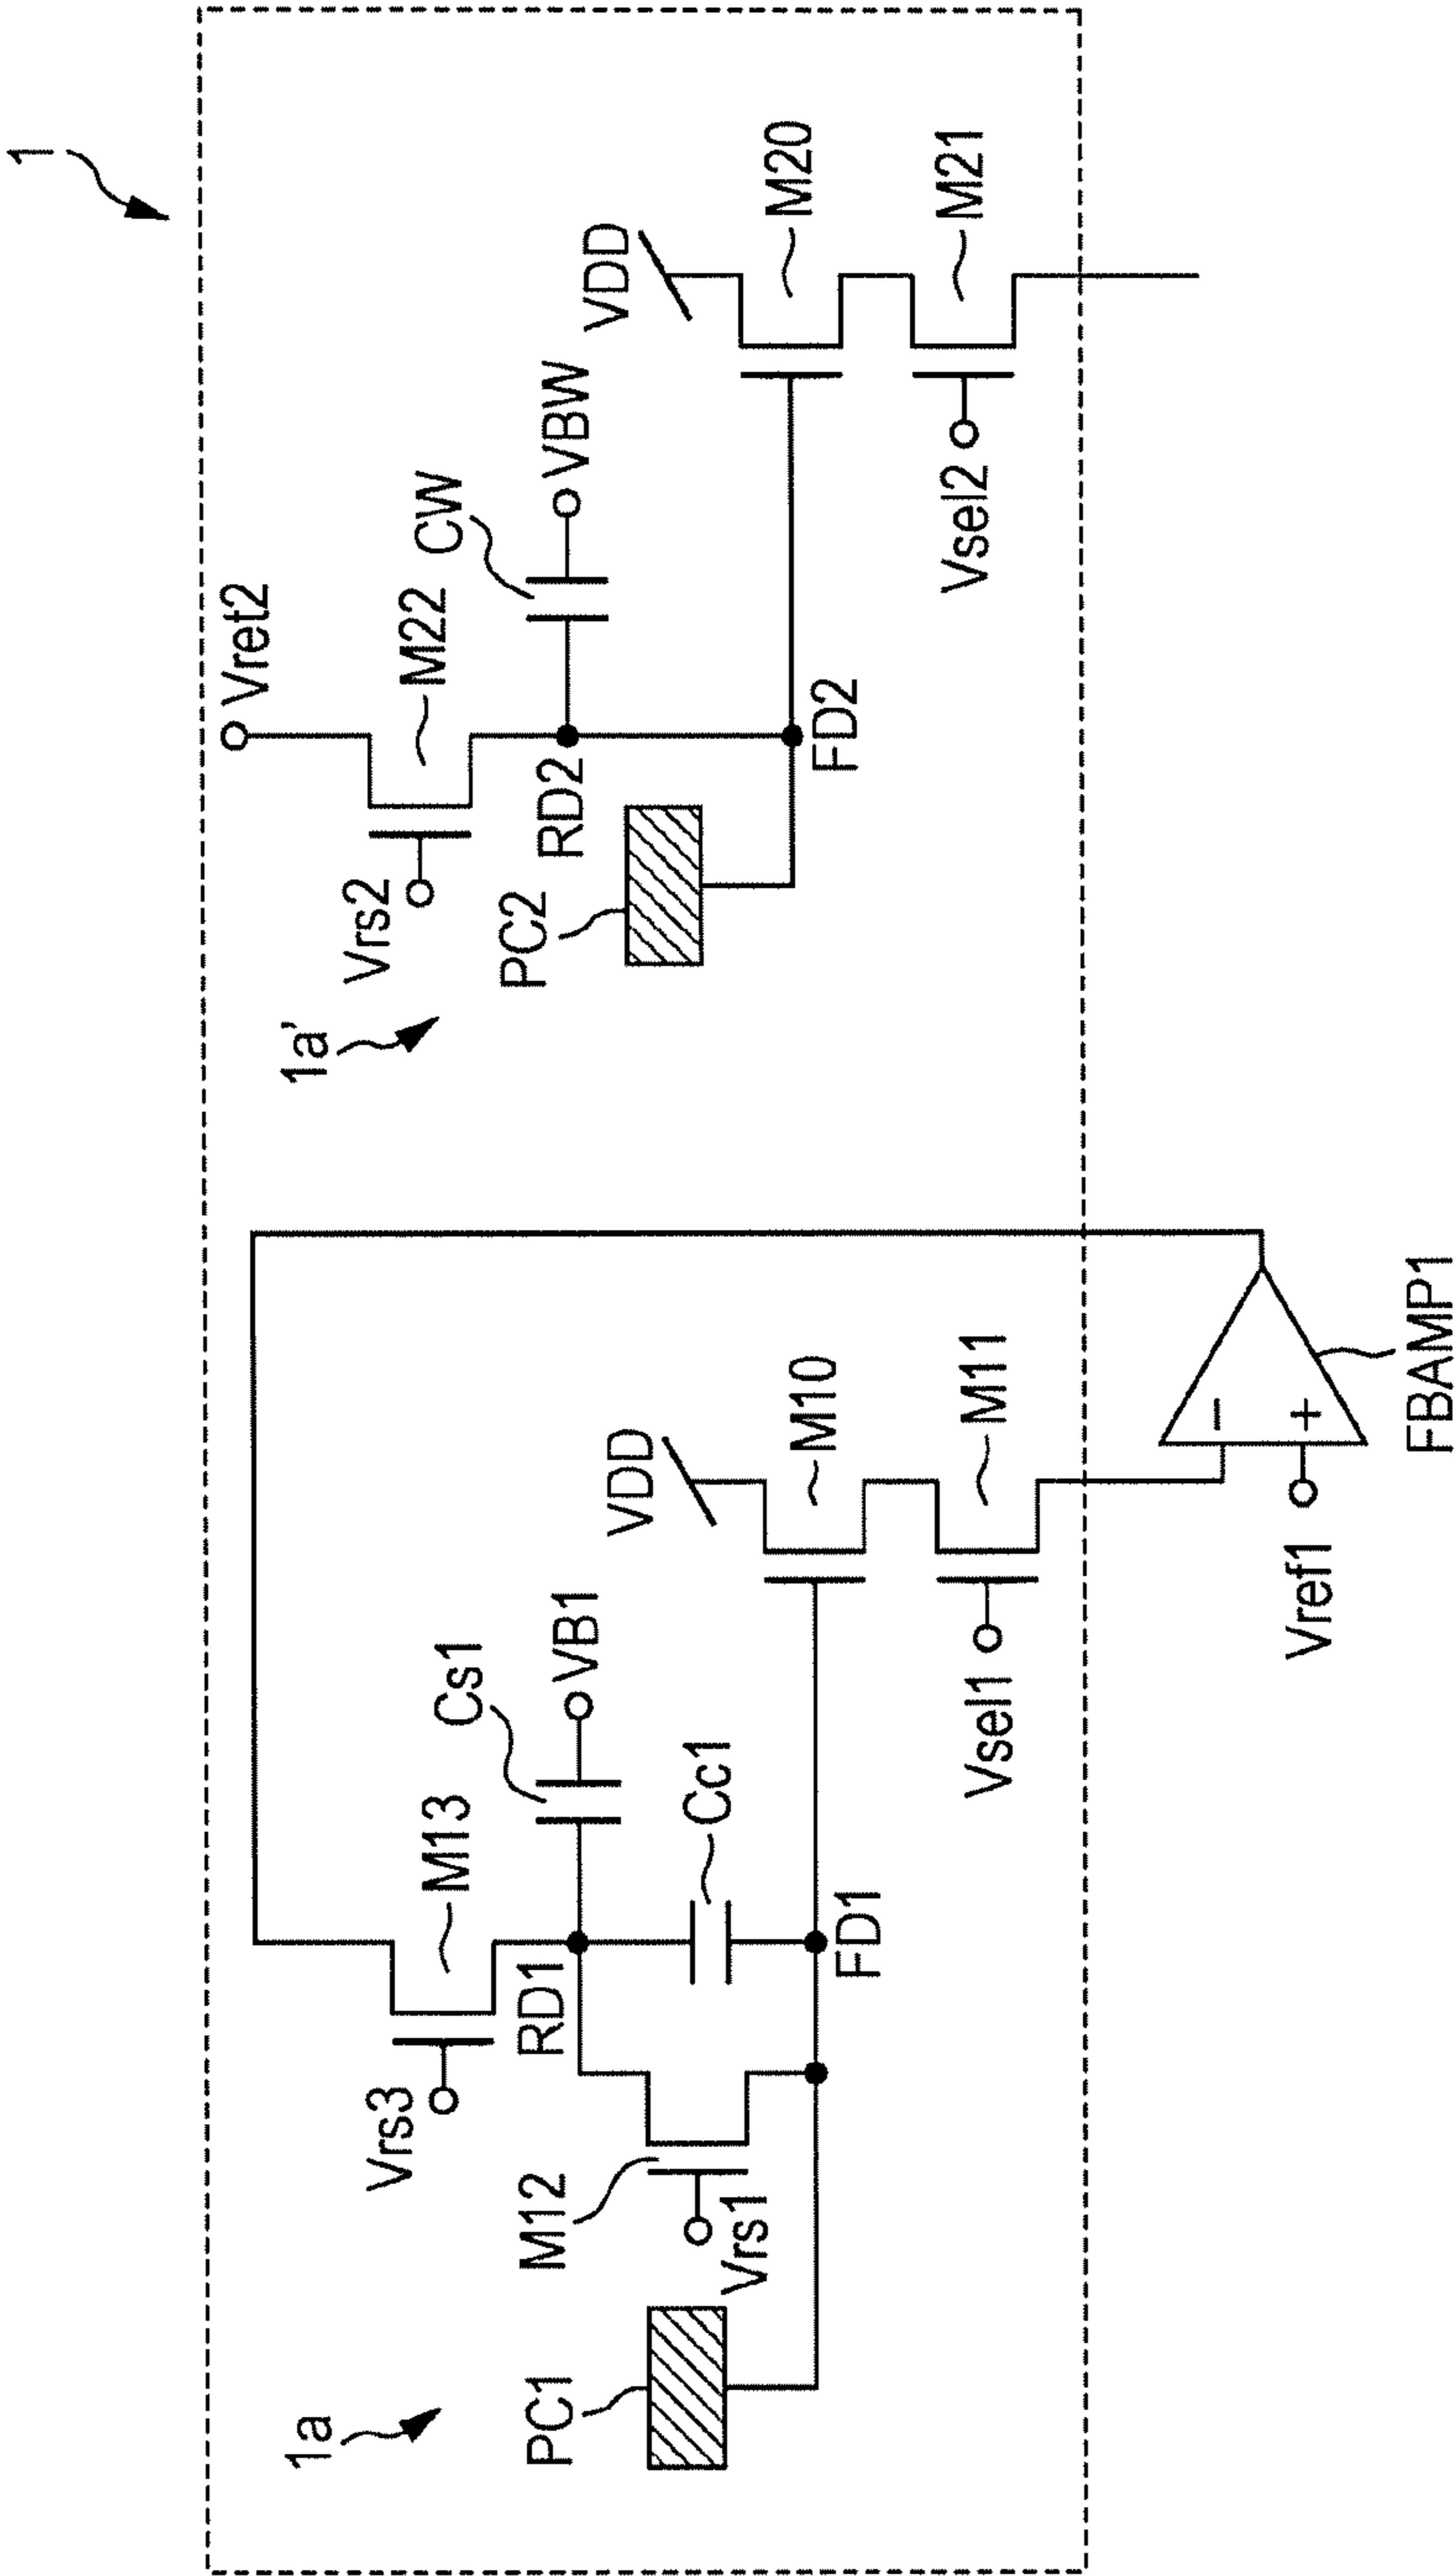 1
1a
PC1
M12
Vrs1
Vrs3
M13
RD1
Cs1
VB1
Cc1
FD1
VDD
M10
M11
Vsel1
Vref1
−
+
FBAMP1
1a'
PC2
Vrs2
Vret2
M22
RD2
CW
VBW
FD2
VDD
M20
M21
Vsel2